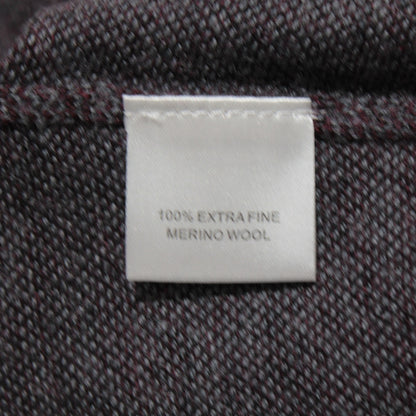 100% EXTRA FINE
MERINO WOOL